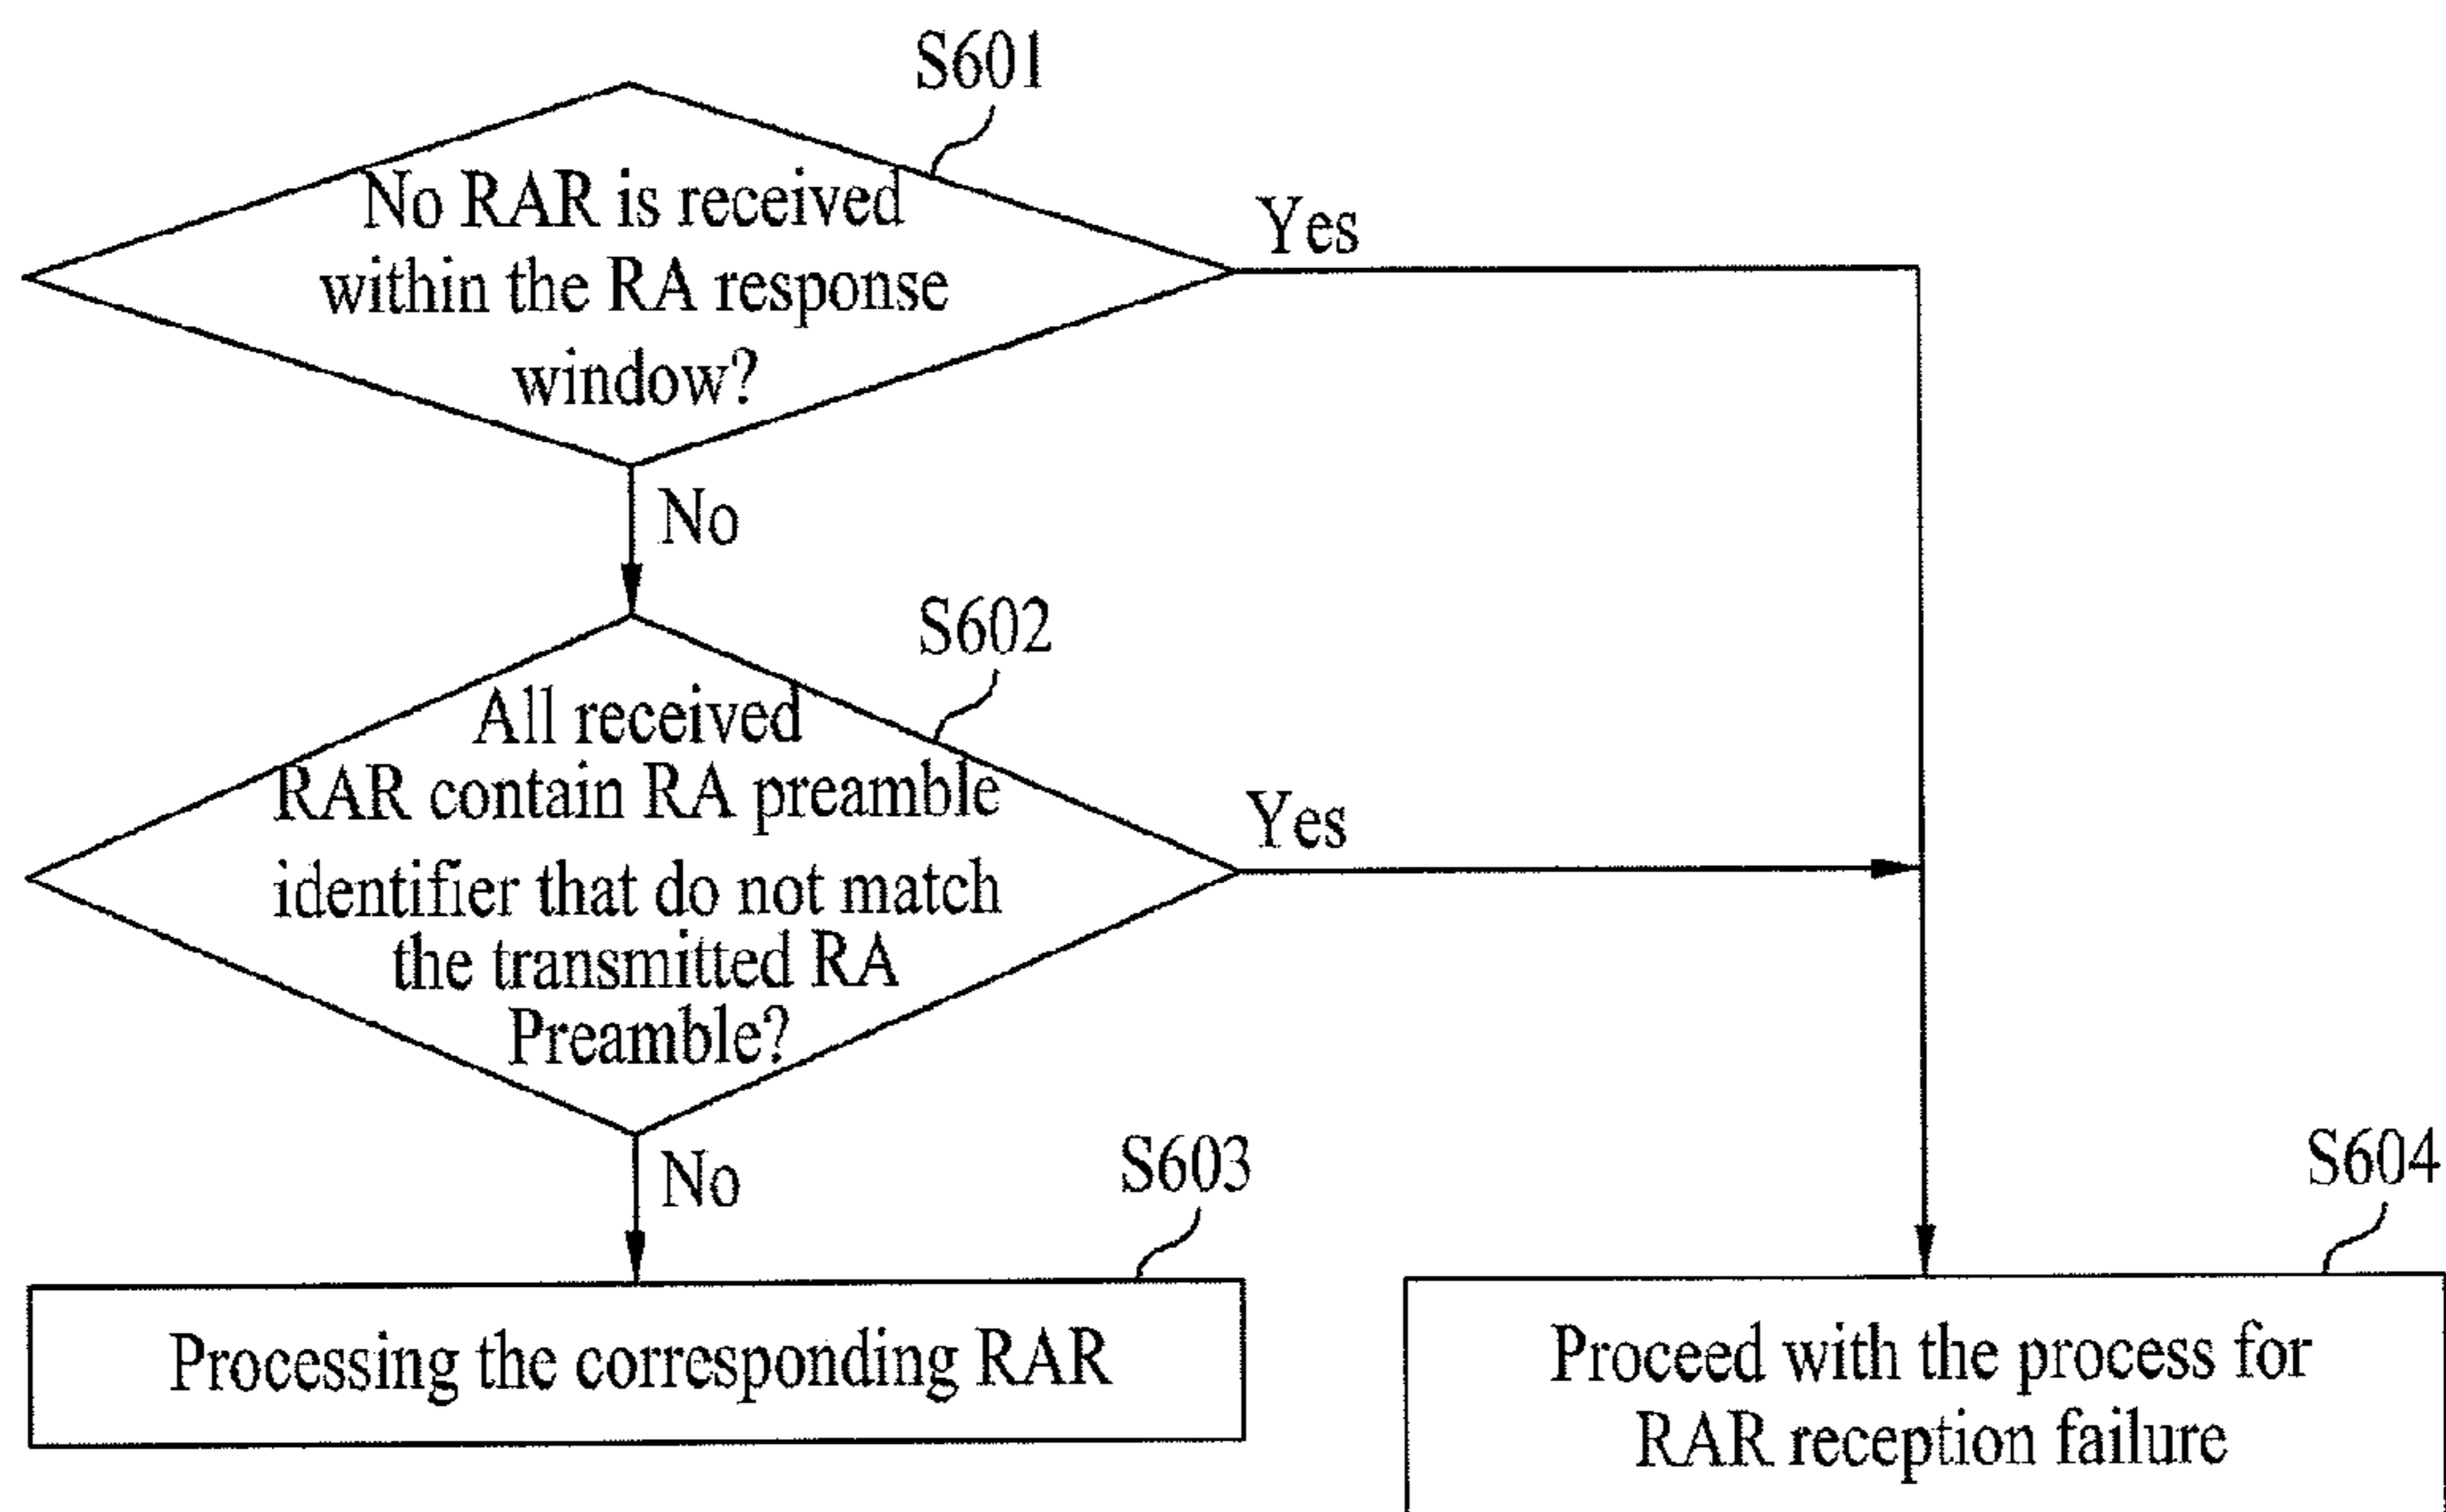 S601
No RAR is received
within the RA response
window?
Yes
No
S602
All received
RAR contain RA preamble
identifier that do not match
the transmitted RA
Preamble?
Yes
No
S603
Processing the corresponding RAR
S604
Proceed with the process for
RAR reception failure